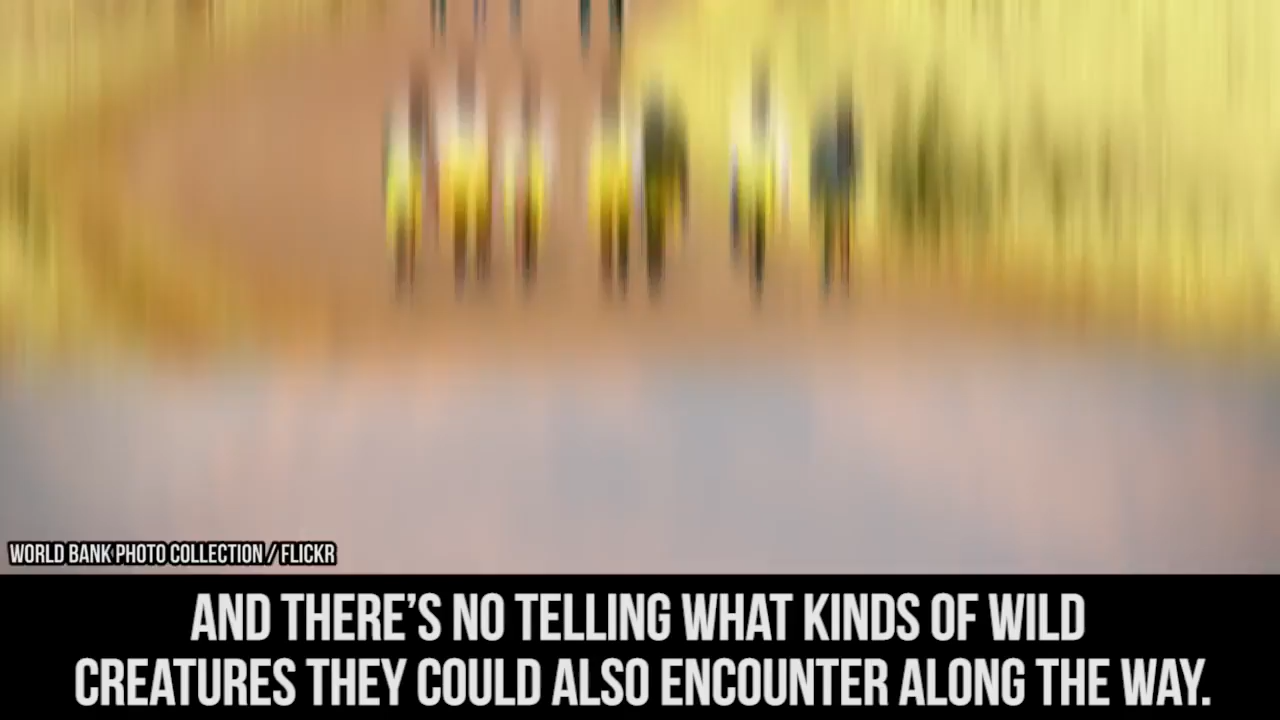 WORLD BANK PHOTO COLLECTION / FLICKR
AND THERE'S NO TELLING WHAT KINDS OF WILD
CREATURES THEY COULD ALSO ENCOUNTER ALONG THE WAY.